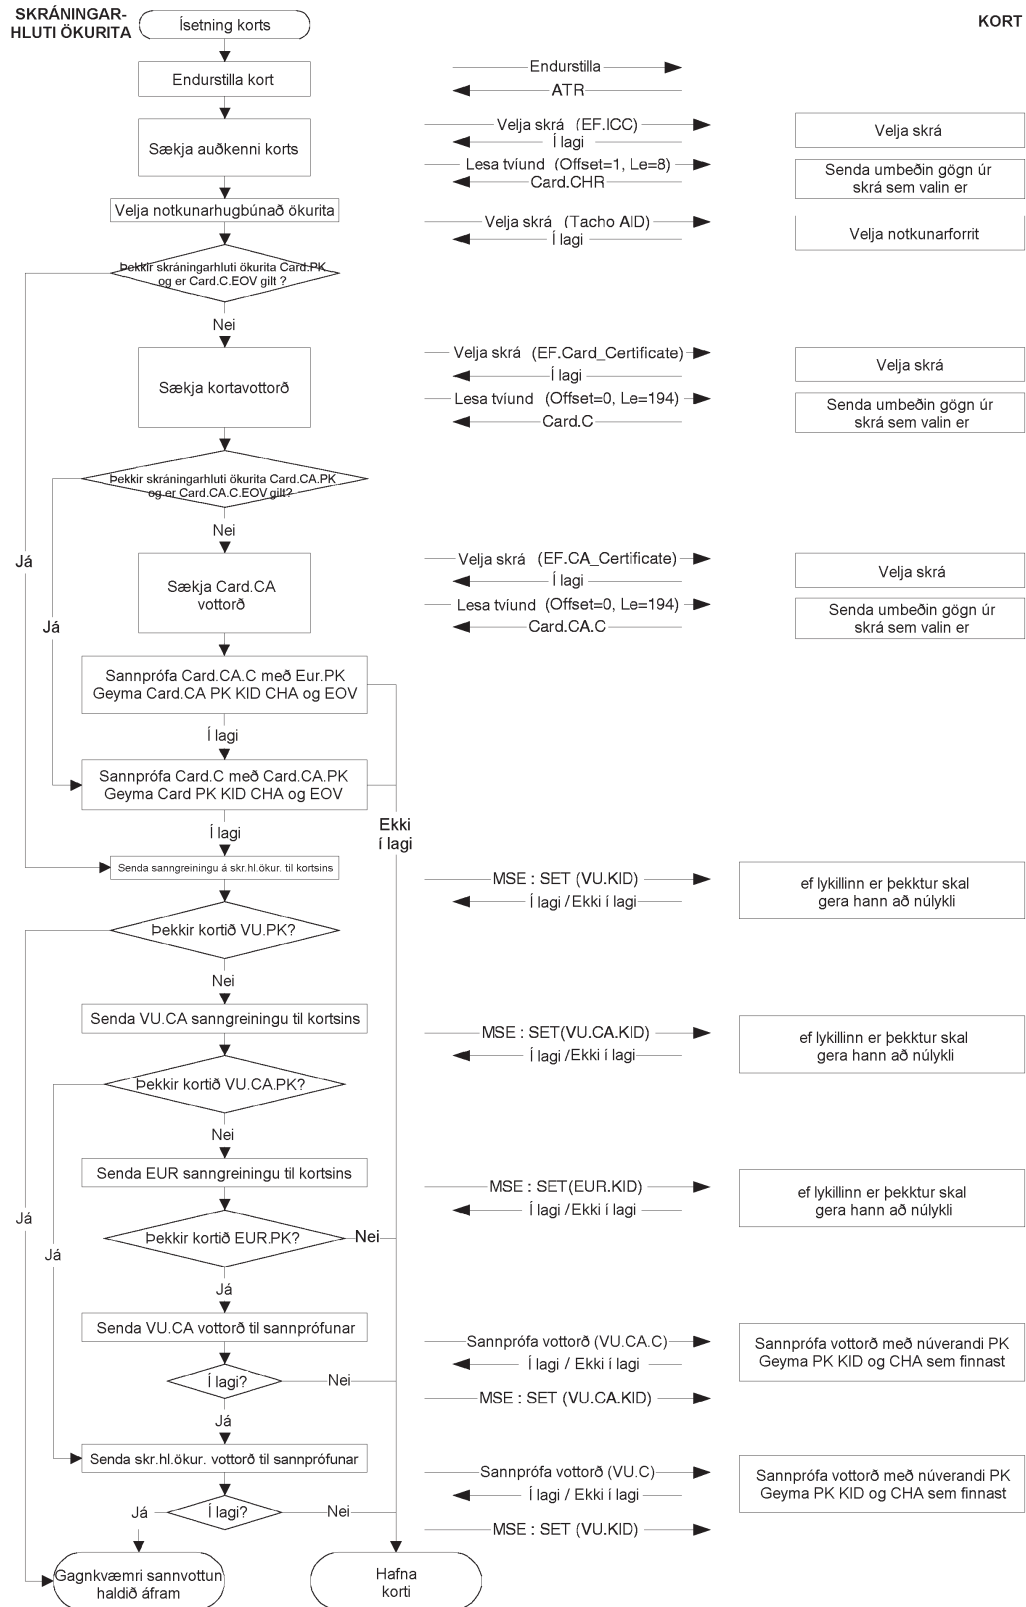 SKRÁNINGAR-
HLUTI ÖKURITA
Ísetning korts
KORT
Endurstilla kort
Endurstilla
ATR
Sækja auðkenni korts
Velja skrá (EF.ICC)
Í lagi
Velja skrá
Lesa tvíund (Offset=1, Le=8)
Card.CHR
Senda umbeðin gögn úr
skrá sem valin er
Velja notkunarhugbúnað ökurita
Velja skrá (Tacho AID)
Í lagi
Velja notkunarforrit
Þekkir skráningarhluti ökurita Card.PK
og er Card.C.EOV gilt ?
Nei
Sækja kortavottorð
Velja skrá (EF.Card_Certificate)
Í lagi
Velja skrá
Lesa tvíund (Offset=0, Le=194)
Card.C
Senda umbeðin gögn úr
skrá sem valin er
Þekkir skráningarhluti ökurita Card.CA.PK
og er Card.CA.C.EOV gilt?
Nei
Já
Sækja Card.CA
vottorð
Velja skrá (EF.CA_Certificate)
Í lagi
Velja skrá
Lesa tvíund (Offset=0, Le=194)
Card.CA.C
Senda umbeðin gögn úr
skrá sem valin er
Já
Sannprófa Card.CA.C með Eur.PK
Geyma Card.CA PK KID CHA og EOV
Í lagi
Sannprófa Card.C með Card.CA.PK
Geyma Card PK KID CHA og EOV
Í lagi
Ekki
í lagi
Senda sanngreiningu á skr.hl.ökur. til kortsins
MSE : SET (VU.KID)
Í lagi / Ekki í lagi
ef lykillinn er þekktur skal
gera hann að núlykli
Þekkir kortið VU.PK?
Nei
Senda VU.CA sanngreiningu til kortsins
MSE : SET(VU.CA.KID)
Í lagi / Ekki í lagi
ef lykillinn er þekktur skal
gera hann að núlykli
Þekkir kortið VU.CA.PK?
Nei
Senda EUR sanngreiningu til kortsins
MSE : SET(EUR.KID)
Í lagi / Ekki í lagi
ef lykillinn er þekktur skal
gera hann að núlykli
Já
Þekkir kortið EUR.PK?
Nei
Já
Já
Senda VU.CA vottorð til sannprófunar
Sannprófa vottorð (VU.CA.C)
Í lagi / Ekki í lagi
Sannprófa vottorð með núverandi PK
Geyma PK KID og CHA sem finnast
Í lagi?
Nei
MSE : SET (VU.CA.KID)
Já
Senda skr.hl.ökur. vottorð til sannprófunar
Sannprófa vottorð (VU.C)
Í lagi / Ekki í lagi
Sannprófa vottorð með núverandi PK
Geyma PK KID og CHA sem finnast
Já
Í lagi?
Nei
MSE : SET (VU.KID)
Gagnkvæmri sannvottun
haldið áfram
Hafna
korti